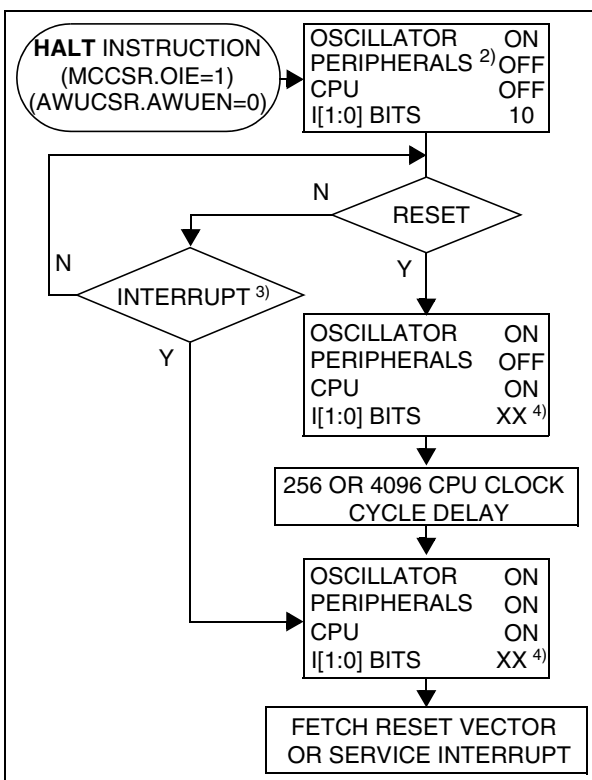 HALT INSTRUCTION
(MCCSR.OIE=1)
(AWUCSR.AWUEN=0)
OSCILLATOR ON
PERIPHERALS 2) OFF
CPU OFF
I[1:0] BITS 10
N
RESET
N
INTERRUPT 3)
Y
Y
OSCILLATOR ON
PERIPHERALS OFF
CPU ON
I[1:0] BITS XX 4)
256 OR 4096 CPU CLOCK
CYCLE DELAY
OSCILLATOR ON
PERIPHERALS ON
CPU ON
I[1:0] BITS XX 4)
FETCH RESET VECTOR
OR SERVICE INTERRUPT